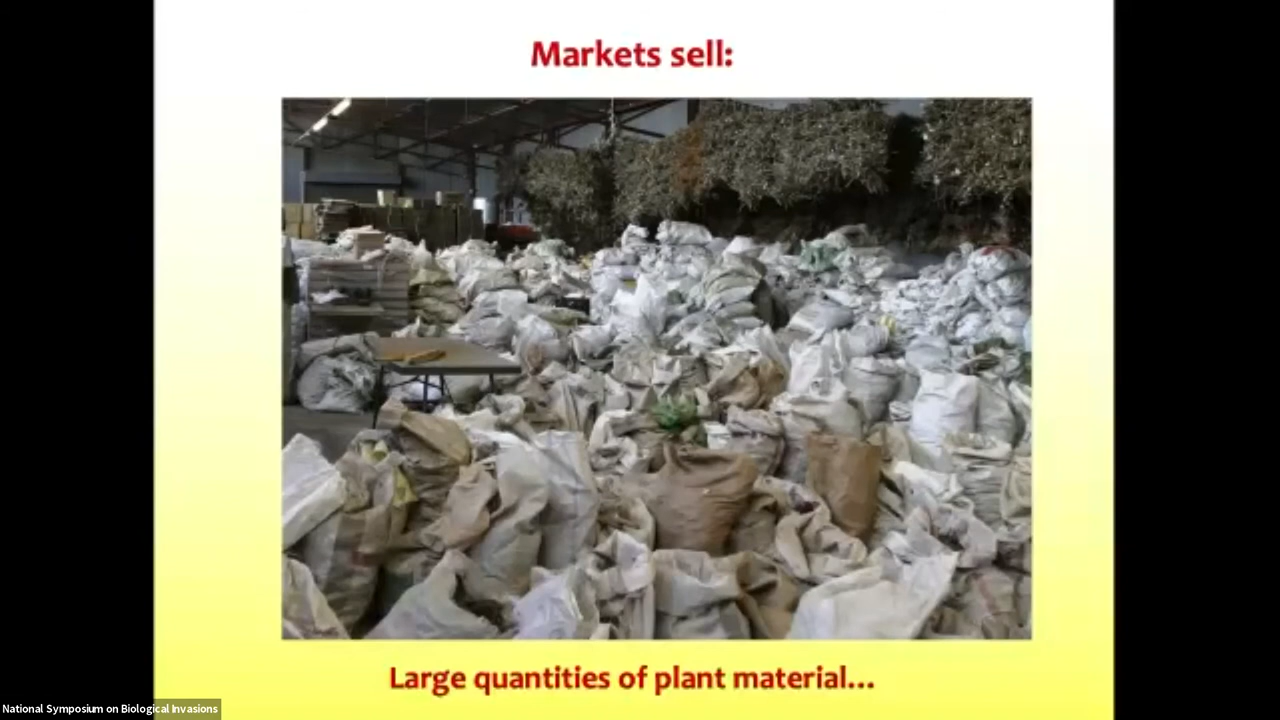 Markets sell:
Large quantities of plant material...
National Symposium on Biological Invasions